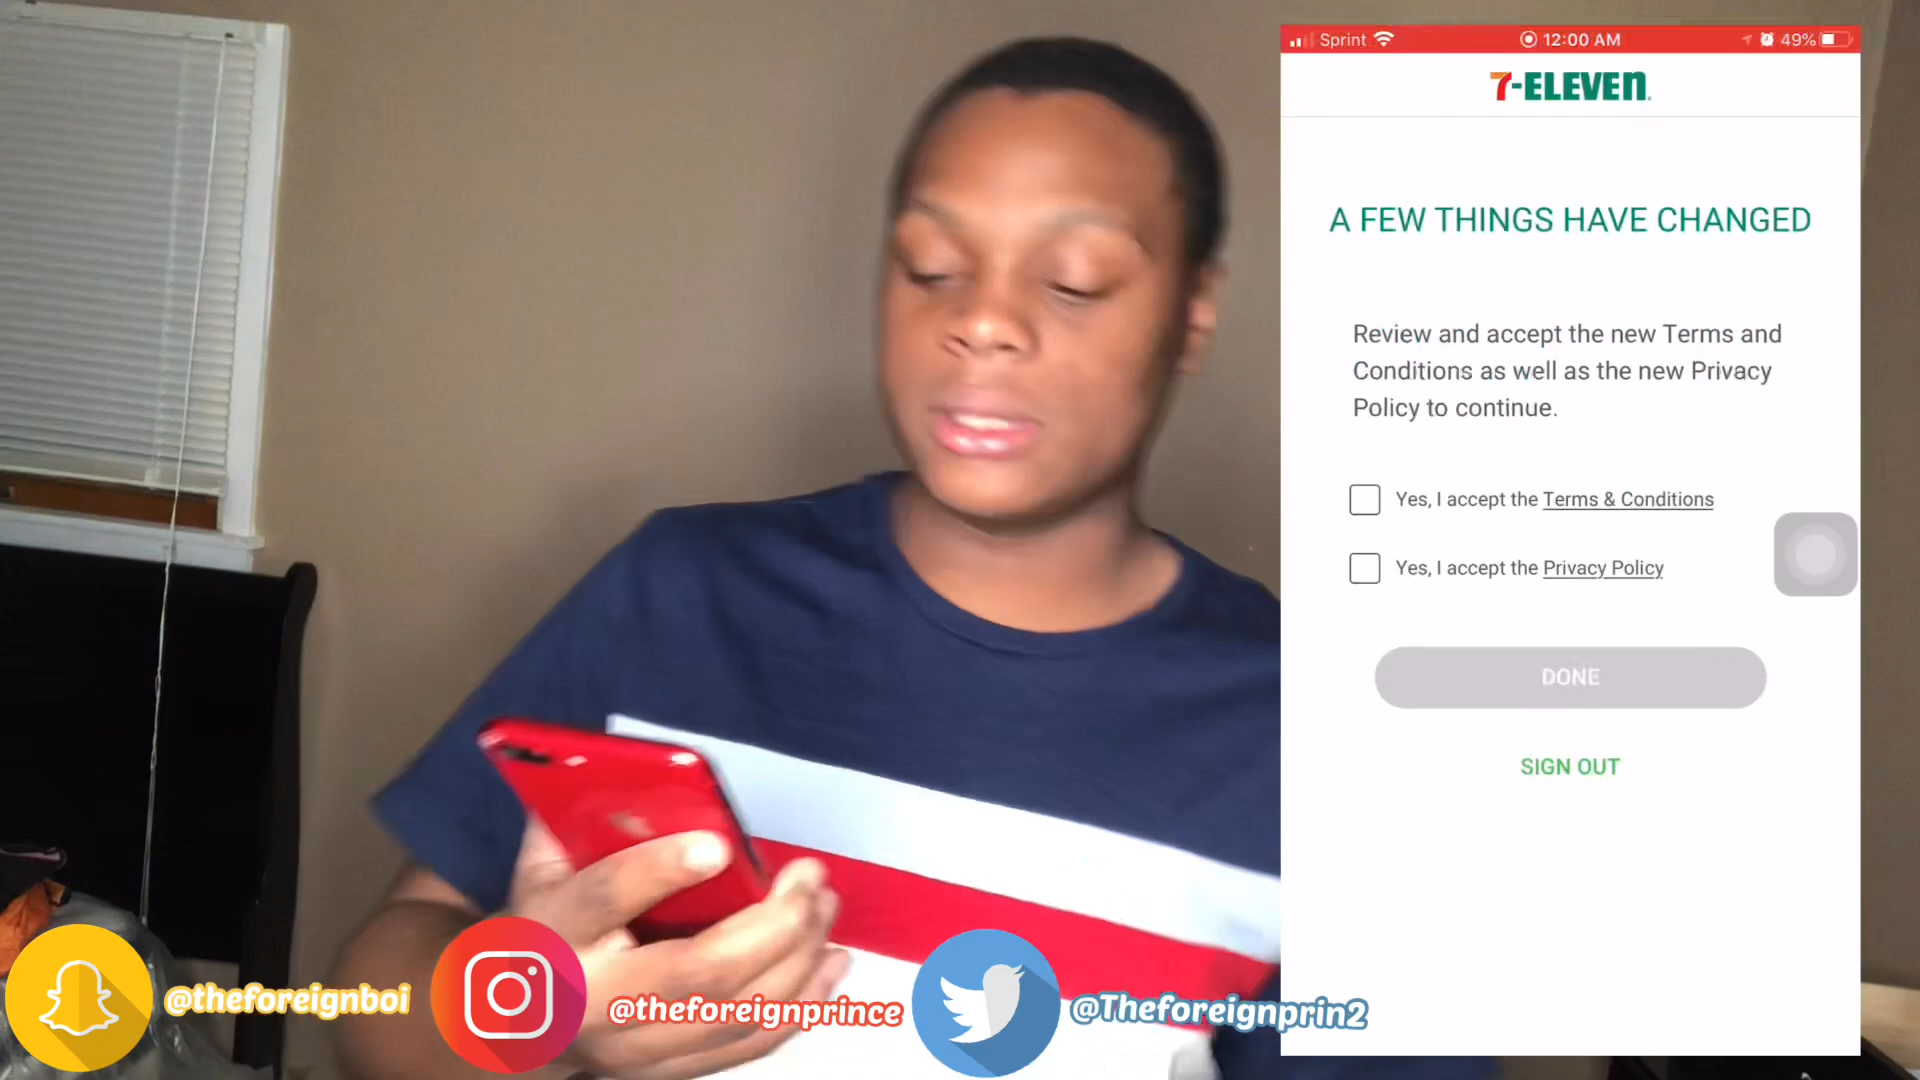 Sprint 12:00 AM 49%
7-ELEVEN
A FEW THINGS HAVE CHANGED
Review and accept the new Terms and
Conditions as well as the new Privacy
Policy to continue.
Yes, I accept the Terms & Conditions
Yes, I accept the Privacy Policy
DONE
SIGN OUT
@theforeignboi
@theforeignprince
@Theforeignprin2